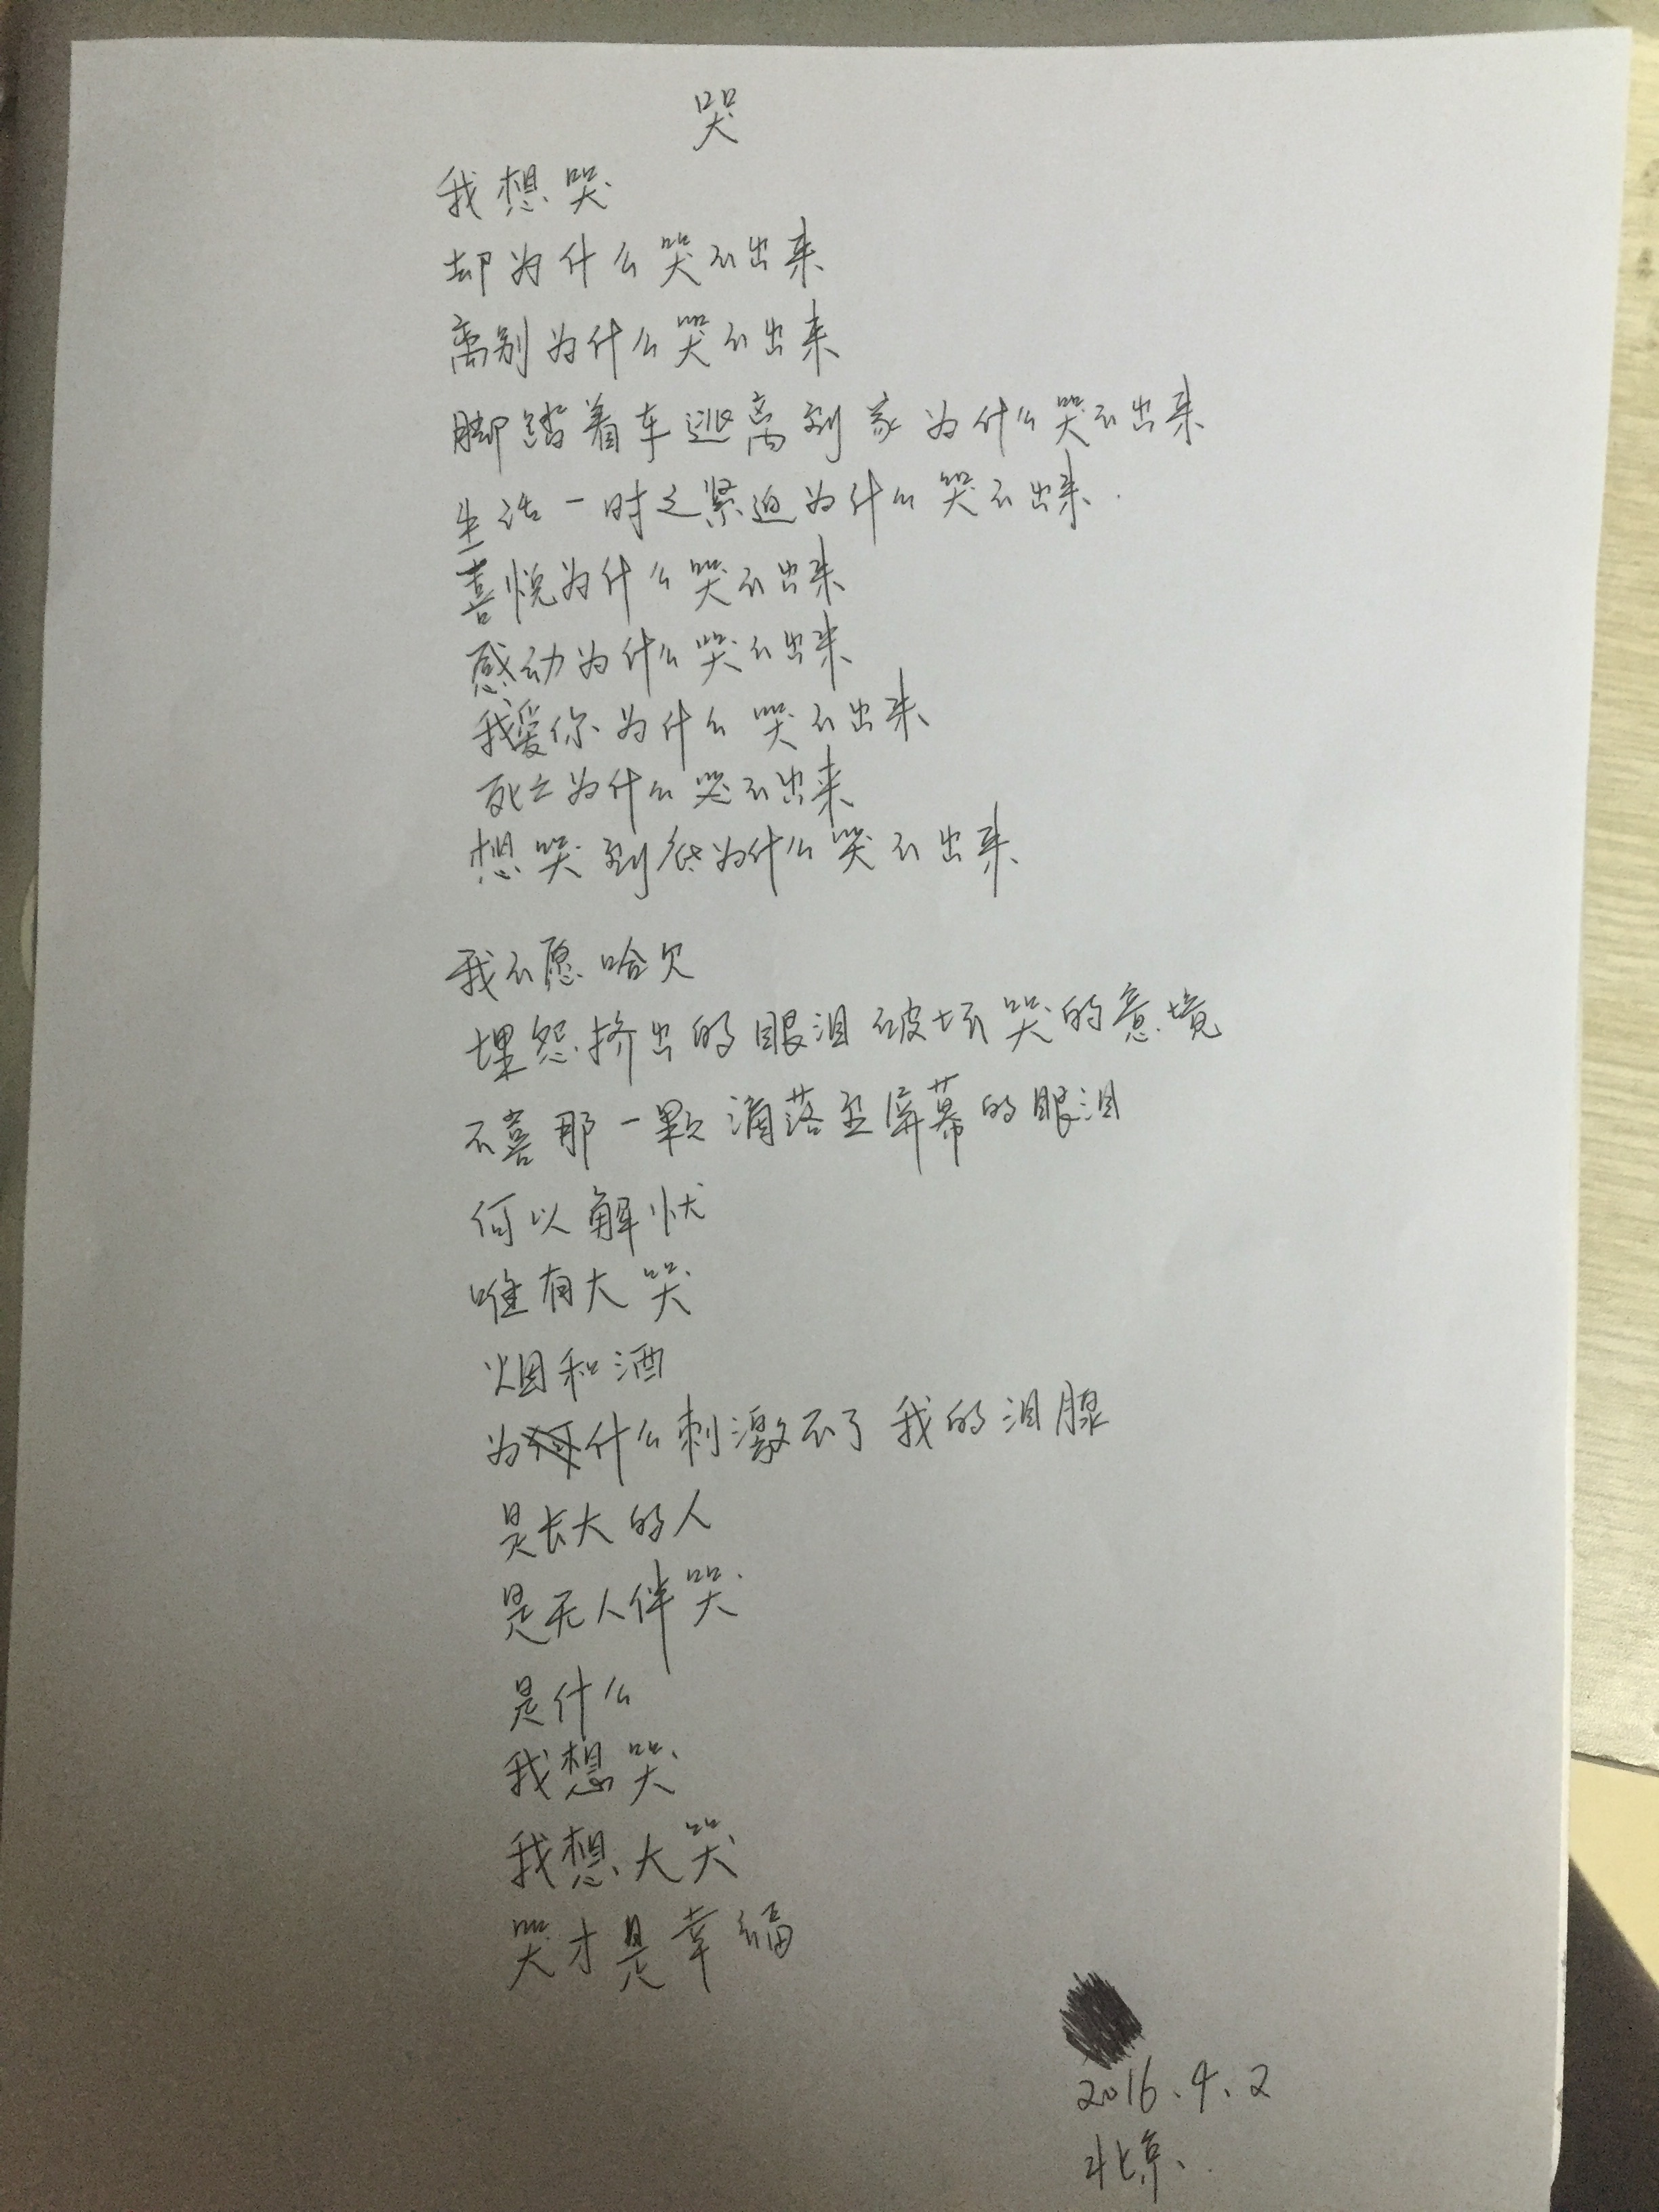 哭
我想哭
却为什么哭不出来
离别为什么哭不出来
脚踏着车逃离到家为什么哭不出来
生活一时之紧迫为什么哭不出来
喜悦为什么哭不出来
感动为什么哭不出来
我爱你为什么哭不出来
死亡为什么哭不出来
想哭到底为什么哭不出来
我不愿哈欠
埋怨挤出的眼泪破坏哭的意境
不喜那一颗滴落至屏幕的眼泪
何以解忧
唯有大哭
烟和酒
为什么刺激不了我的泪腺
是长大的人
是无人伴哭
是什么
我想哭
我想大哭
哭才是幸福
2016.4.2
北京